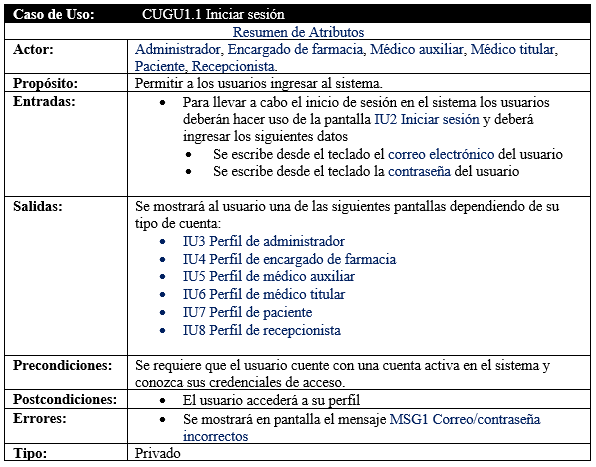 Caso de Uso: CUGU1.1 Iniciar sesión
Resumen de Atributos
Actor: Administrador, Encargado de farmacia, Médico auxiliar, Médico titular,
Paciente, Recepcionista.
Propósito: Permitir a los usuarios ingresar al sistema.
Entradas: • Para llevar a cabo el inicio de sesión en el sistema los usuarios
deberán hacer uso de la pantalla IU2 Iniciar sesión y deberá
ingresar los siguientes datos
• Se escribe desde el teclado el correo electrónico del usuario
• Se escribe desde el teclado la contraseña del usuario
Salidas: Se mostrará al usuario una de las siguientes pantallas dependiendo de su
tipo de cuenta:
• IU3 Perfil de administrador
• IU4 Perfil de encargado de farmacia
• IU5 Perfil de médico auxiliar
• IU6 Perfil de médico titular
• IU7 Perfil de paciente
• IU8 Perfil de recepcionista
Precondiciones: Se requiere que el usuario cuente con una cuenta activa en el sistema y
conozca sus credenciales de acceso.
Postcondiciones: • El usuario accederá a su perfil
Errores: • Se mostrará en pantalla el mensaje MSG1 Correo/contraseña
incorrectos
Tipo: Privado